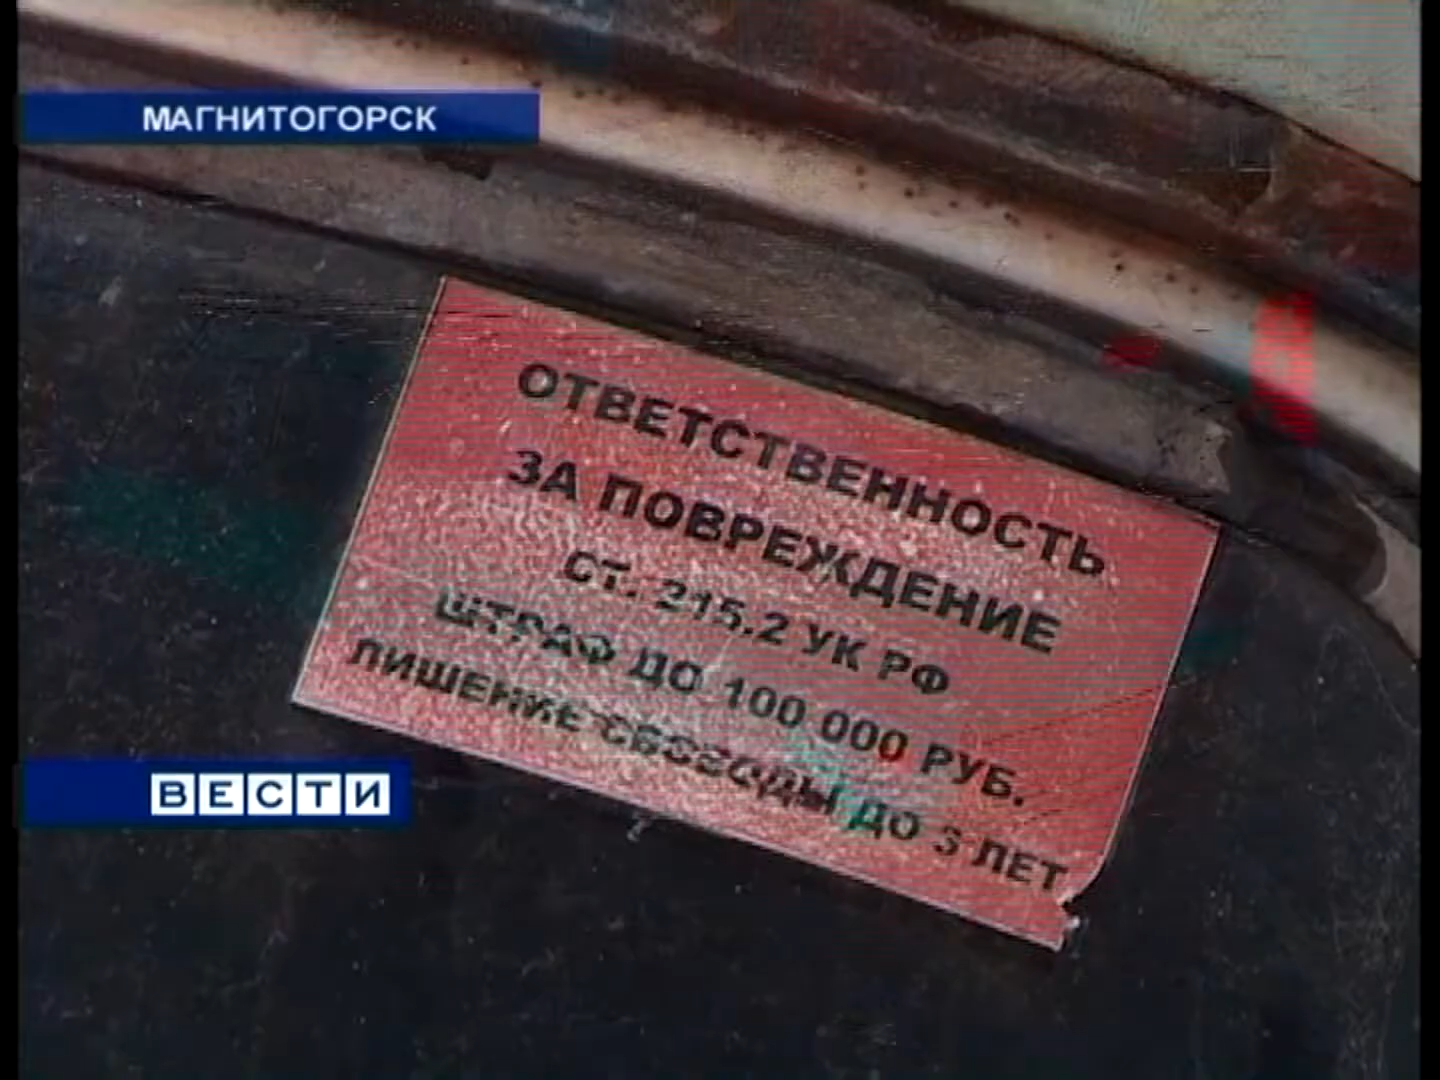 МАГНИТОГОРСК
ОТВЕТСТВЕННОСТЬ
ЗА ПОВРЕЖДЕНИЕ
СТ. 215.2 УК РФ
ШТРАФ ДО 100 000 РУБ.
ЛИШЕНИЕ СВОБОДЫ ДО 3 ЛЕТ
ВЕСТИ